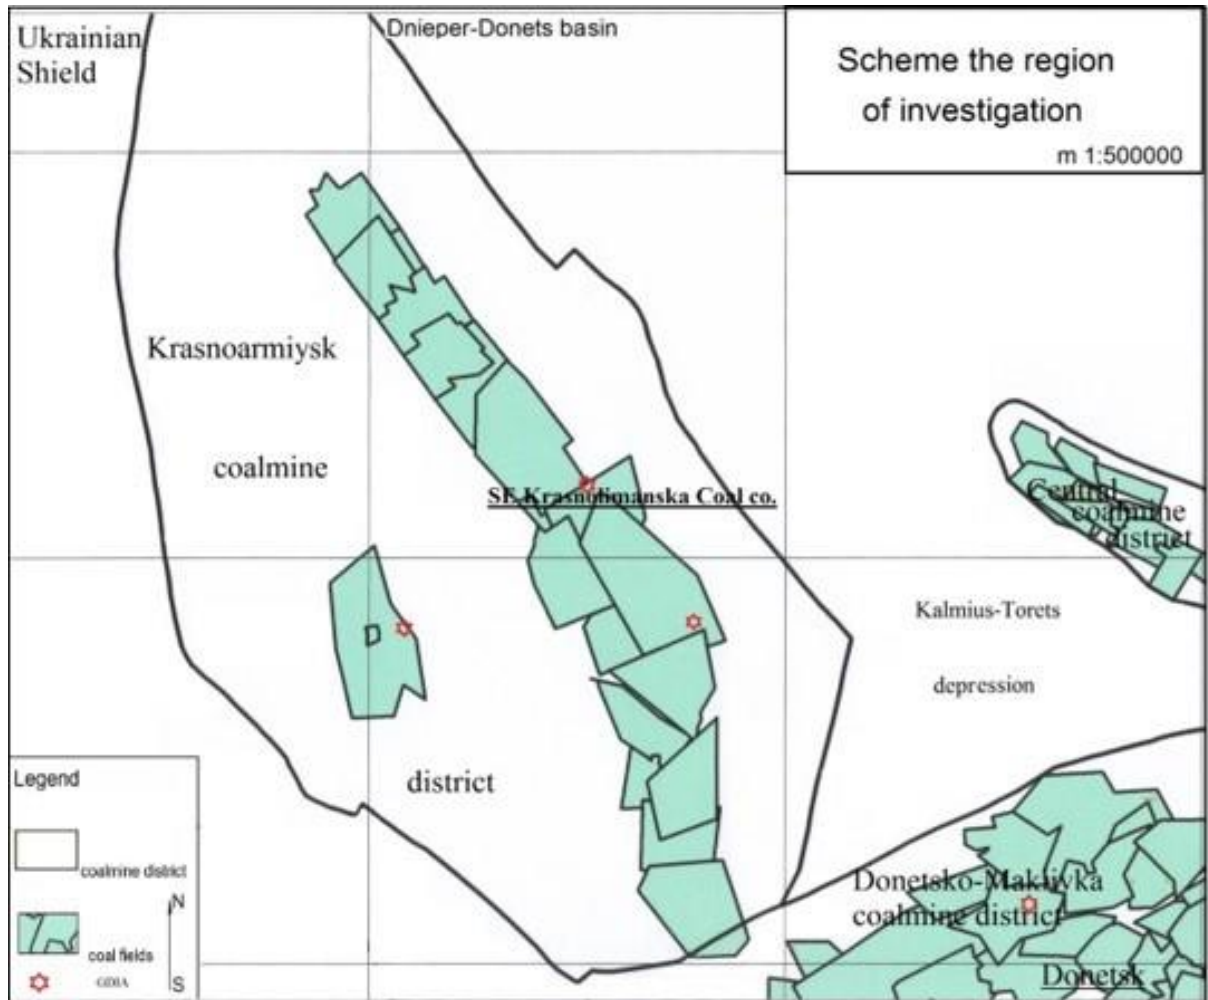 Ukrainian
Shield
Dnieper-Donets basin
Scheme the region
of investigation
m 1:500000
Krasnoarmiysk
coalmine
SE Krasnolimanska Coal co.
Central
coalmine
district
Kalmius-Torets
depression
district
Donetsko-Makiivka
coalmine district
Donetsk
Legend
coalmine district
N
coal fields
S